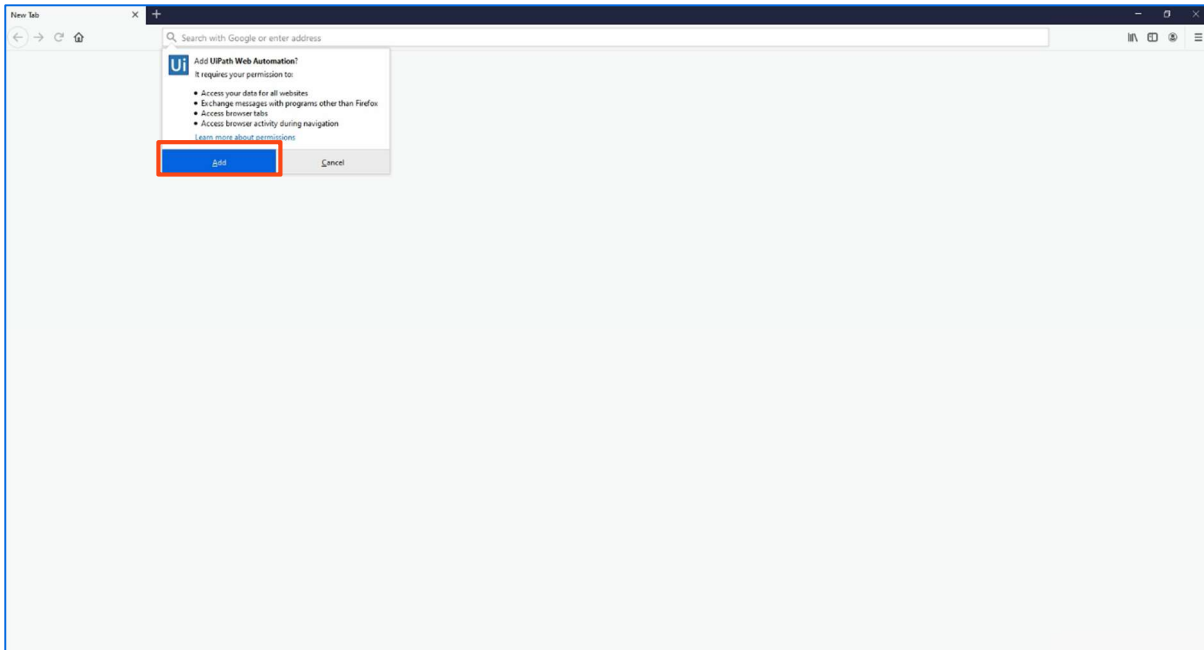 New Tab
Search with Google or enter address
Ui
Add UiPath Web Automation?
It requires your permission to:
• Access your data for all websites
• Exchange messages with programs other than Firefox
• Access browser tabs
• Access browser activity during navigation
Learn more about permissions
Add
Cancel